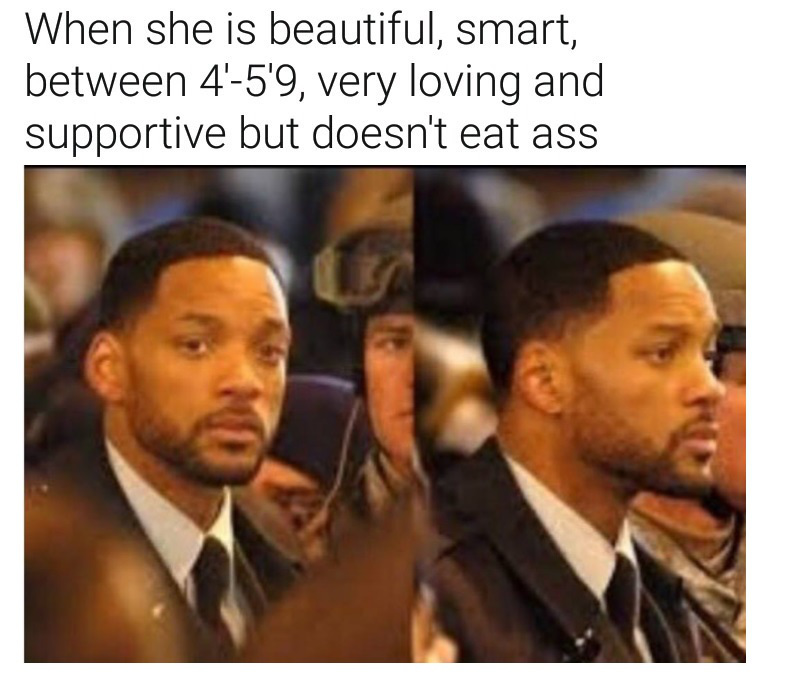 When she is beautiful, smart,
between 4'-5'9, very loving and
supportive but doesn't eat ass